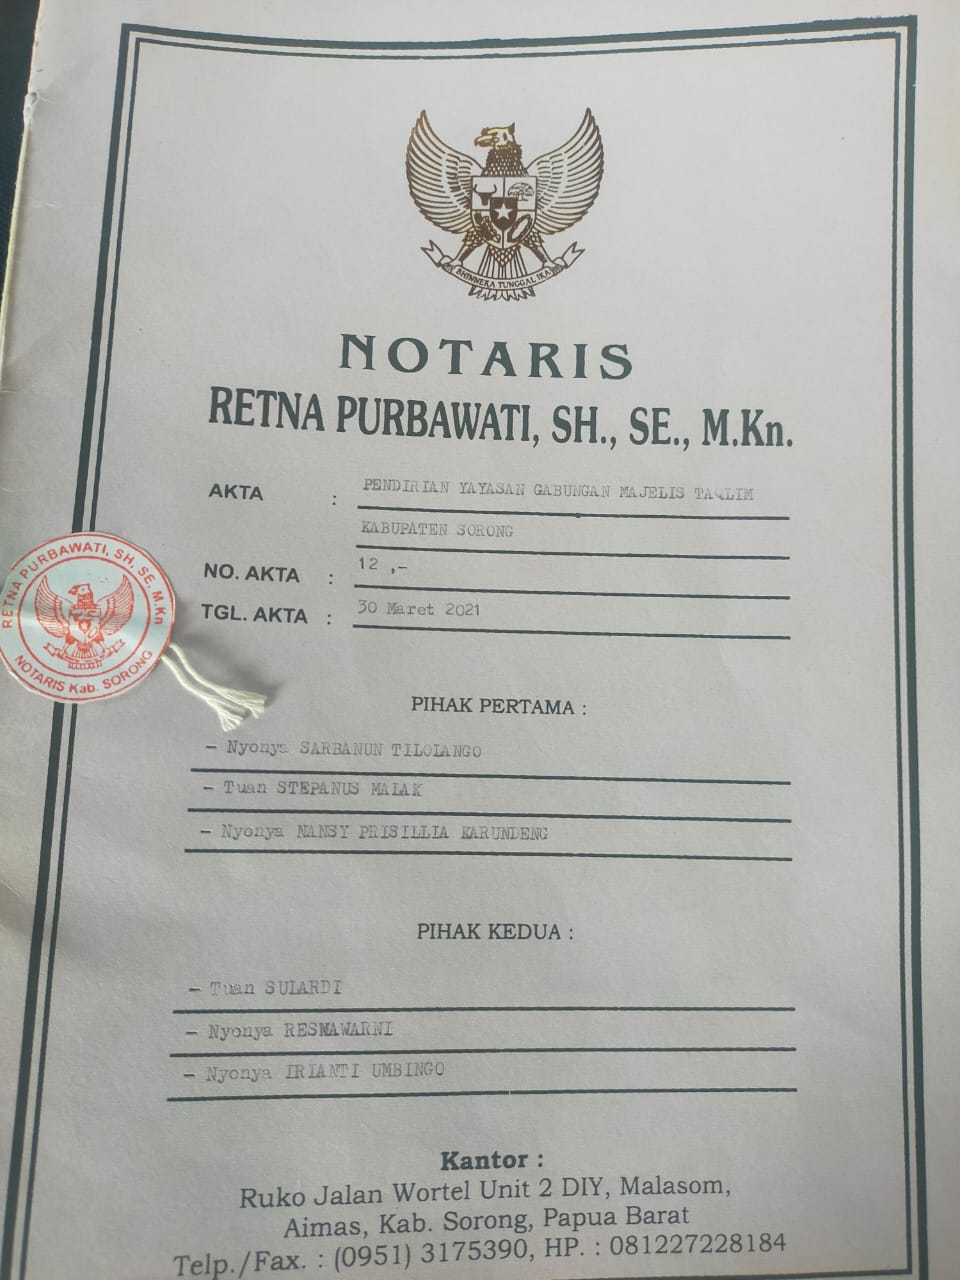 BHINNEKA TUNGGAL IKA
NOTARIS
RETNA PURBAWATI, SH., SE., M.Kn.
AKTA : PENDIRIAN YAYASAN GABUNGAN MAJELIS TAQLIM
KABUPATEN SORONG
NO. AKTA : 12 ,-
TGL. AKTA : 30 Maret 2021
RETNA PURBAWATI, SH, SE, M.Kn
NOTARIS Kab. SORONG
PIHAK PERTAMA :
- Nyonya SARBANUN TILOLANGO
- Tuan STEPANUS MALAK
- Nyonya NANSY PRISILLIA KARUNDENG
PIHAK KEDUA :
- Tuan SULARDI
- Nyonya RESMAWARNI
- Nyonya IRIANTI UMBINGO
Kantor :
Ruko Jalan Wortel Unit 2 DIY, Malasom,
Aimas, Kab. Sorong, Papua Barat
Telp./Fax. : (0951) 3175390, HP. : 081227228184